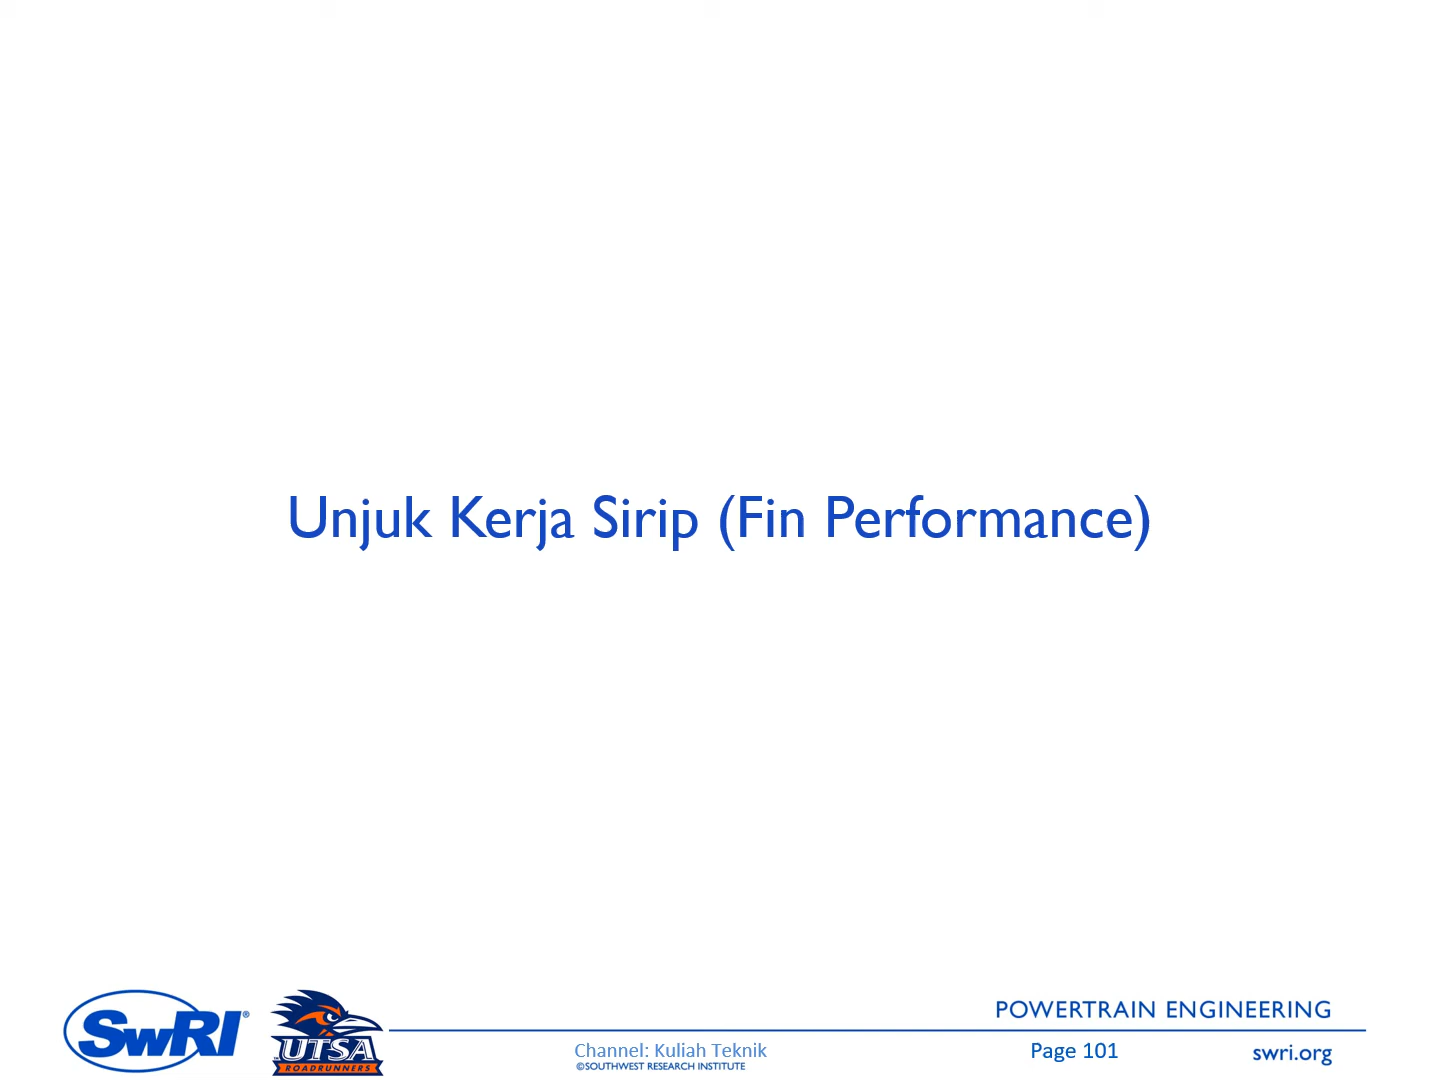 Unjuk Kerja Sirip (Fin Performance)
POWERTRAIN ENGINEERING
SwRI®
UTSA
ROADRUNNERS
Channel: Kuliah Teknik
©SOUTHWEST RESEARCH INSTITUTE
Page 101
swri.org